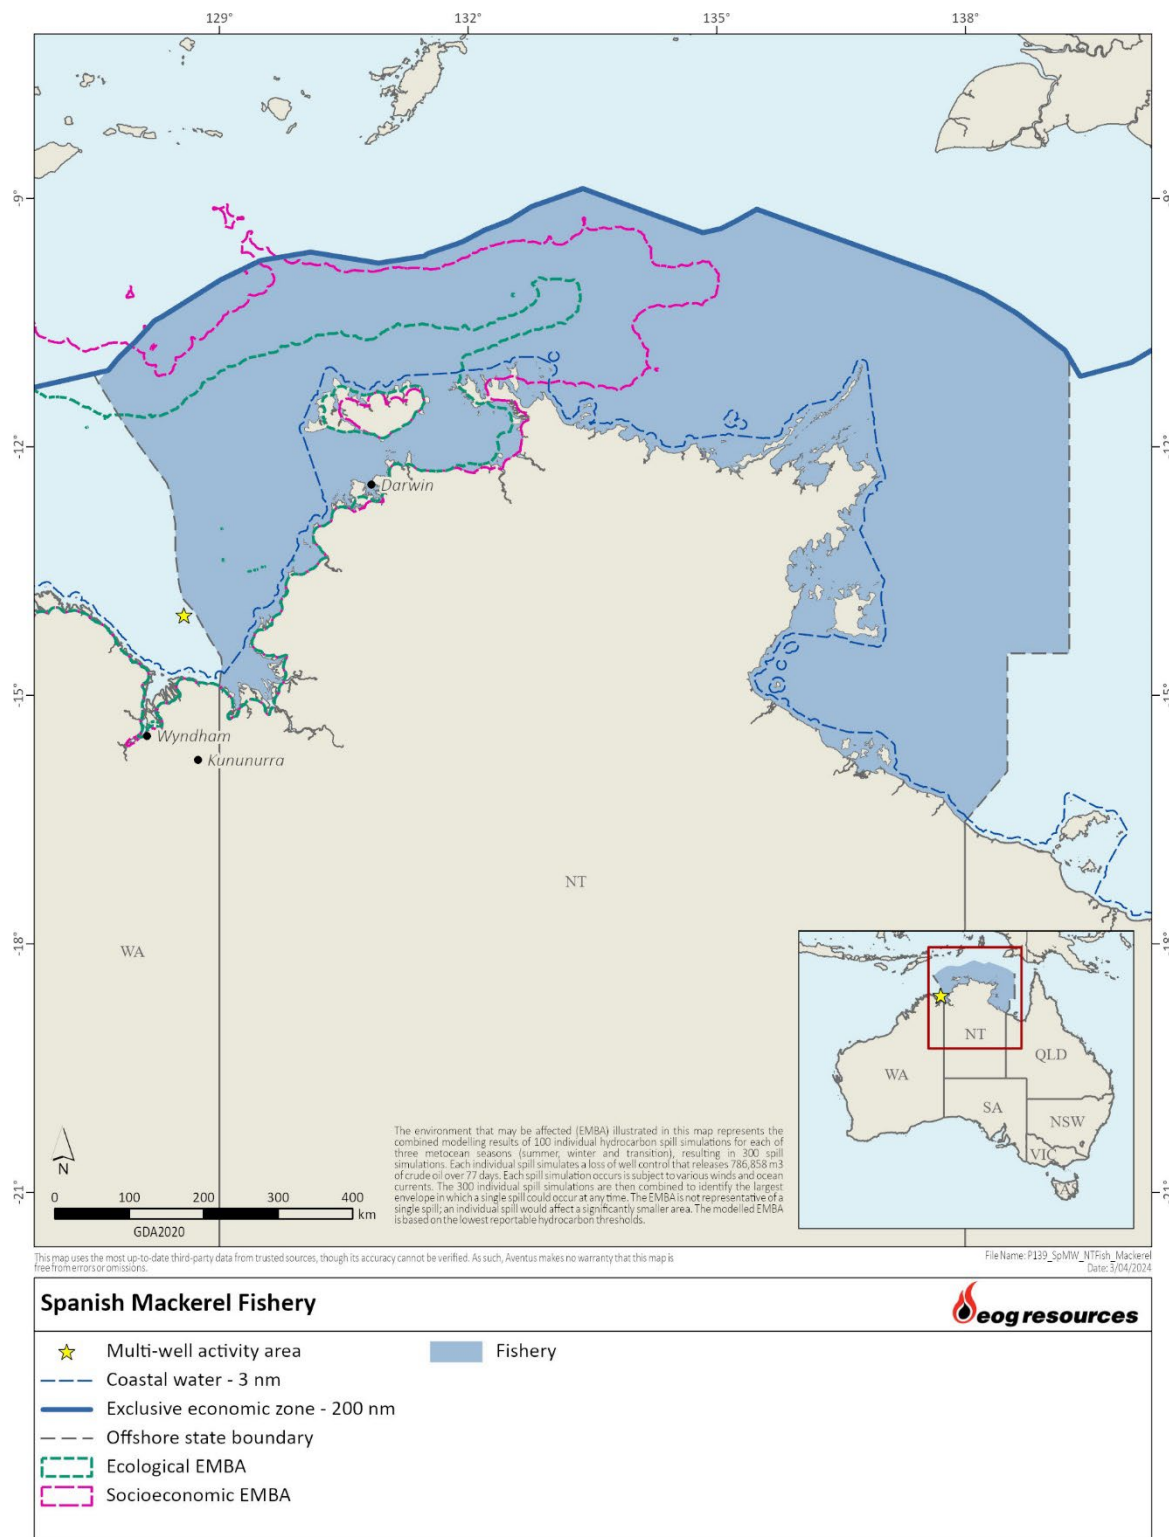 129° 132° 135° 138°
-9° -9°
-12° -12°
Darwin
-15° -15°
Wyndham
Kununurra
NT
WA
-18° -18°
NT
QLD
WA
SA
NSW
VIC
The environment that may be affected (EMBA) illustrated in this map represents the
combined modelling results of 100 individual hydrocarbon spill simulations for each of
three metocean seasons (summer, winter and transition), resulting in 300 spill
simulations. Each individual spill simulates a loss of well control that releases 786,858 m3
of crude oil over 77 days. Each spill simulation occurs is subject to various winds and ocean
currents. The 300 individual spill simulations are then combined to identify the largest
envelope in which a single spill could occur at any time. The EMBA is not representative of a
single spill; an individual spill would affect a significantly smaller area. The modelled EMBA
is based on the lowest reportable hydrocarbon thresholds.
N
-21° -21°
0 100 200 300 400
km
GDA2020
This map uses the most up-to-date third-party data from trusted sources, though its accuracy cannot be verified. As such, Aventus makes no warranty that this map is
free from errors or omissions.
File Name: P139_SpMW_NTFish_Mackerel
Date: 3/04/2024
Spanish Mackerel Fishery
eog resources
Multi-well activity area
Fishery
Coastal water - 3 nm
Exclusive economic zone - 200 nm
Offshore state boundary
Ecological EMBA
Socioeconomic EMBA